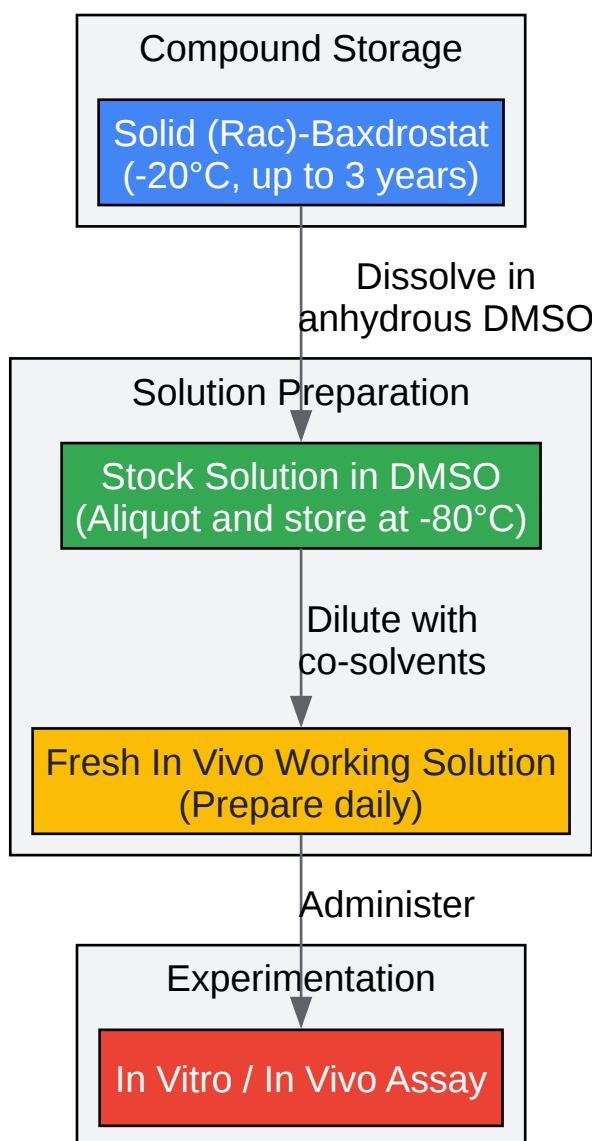 Compound Storage
Solid (Rac)-Baxdrostat
(-20°C, up to 3 years)
Dissolve in
anhydrous DMSO
Solution Preparation
Stock Solution in DMSO
(Aliquot and store at -80°C)
Dilute with
co-solvents
Fresh In Vivo Working Solution
(Prepare daily)
Administer
Experimentation
In Vitro / In Vivo Assay